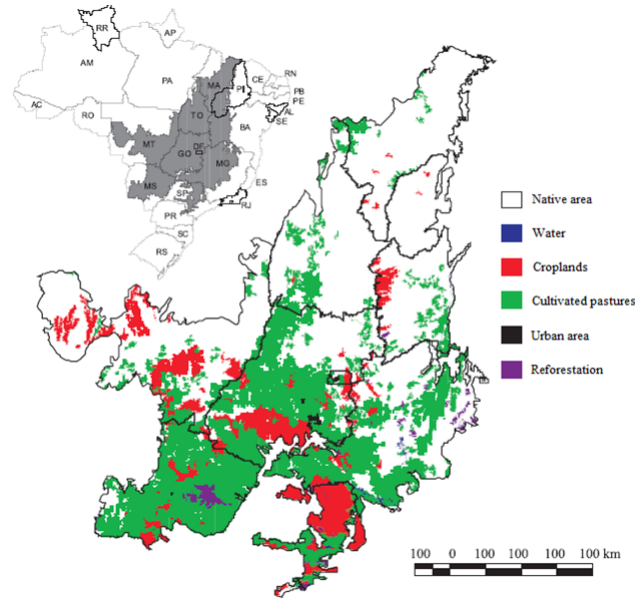 RR
AP
AM
PA
MA
CE
RN
PI
PB
PE
AC
TO
AL
SE
RO
BA
MT
DF
GO
MG
MS
ES
SP
RJ
PR
SC
RS
Native area
Water
Croplands
Cultivated pastures
Urban area
Reforestation
100 0 100 100 100 km